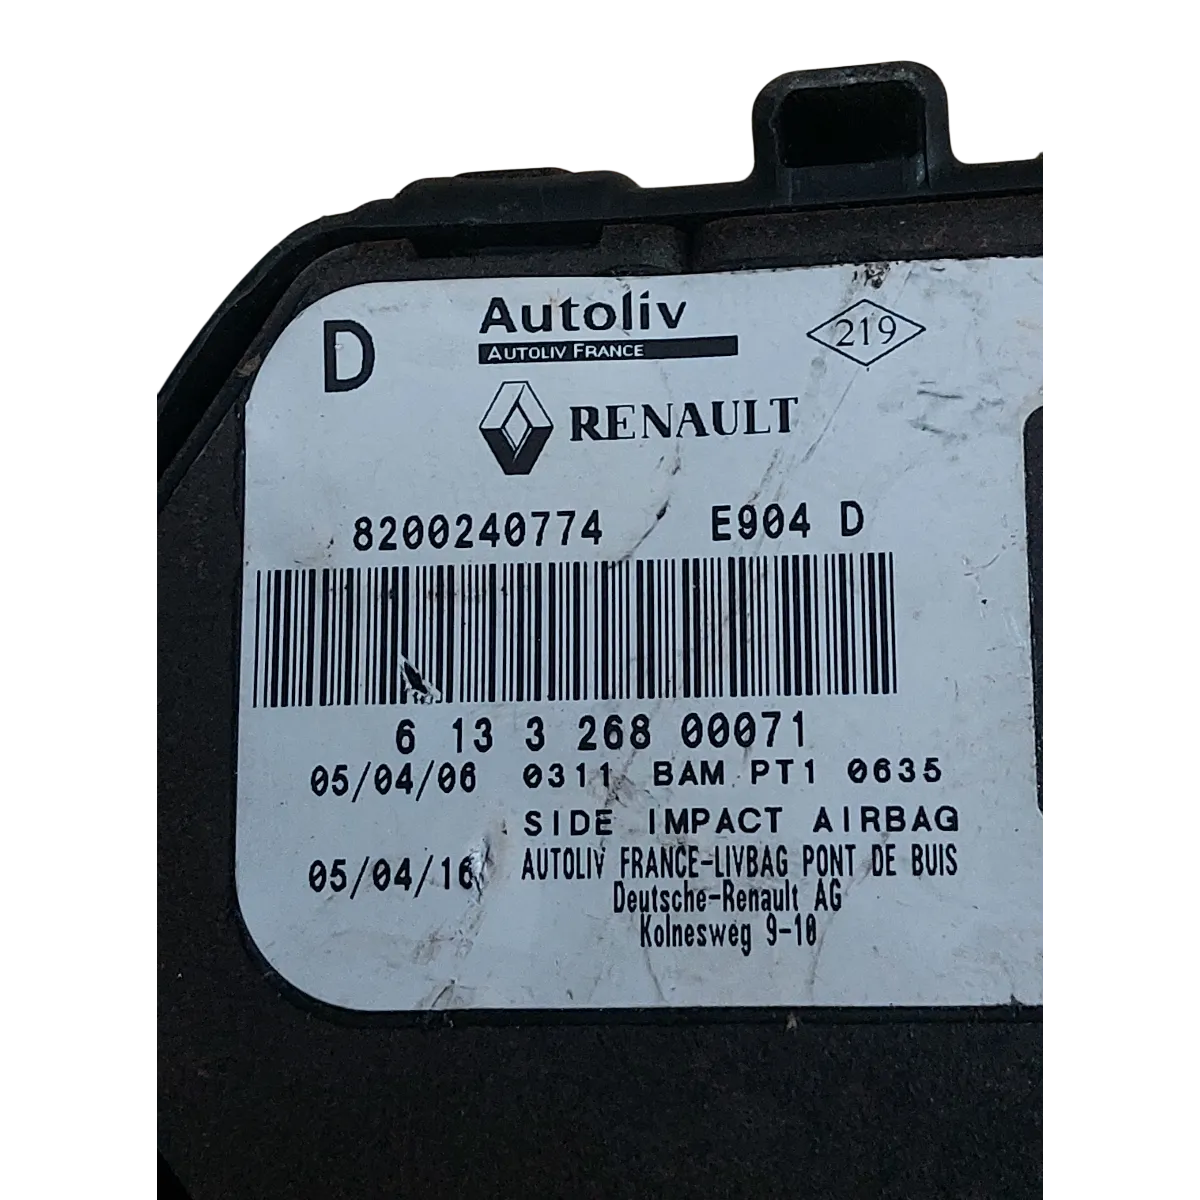 D
Autoliv
AUTOLIV FRANCE
219
RENAULT
8200240774 E904 D
6 13 3 268 00071
05/04/06 0311 BAM PT1 0635
SIDE IMPACT AIRBAG
05/04/16 AUTOLIV FRANCE-LIVBAG PONT DE BUIS
Deutsche-Renault AG
Kolnesweg 9-10